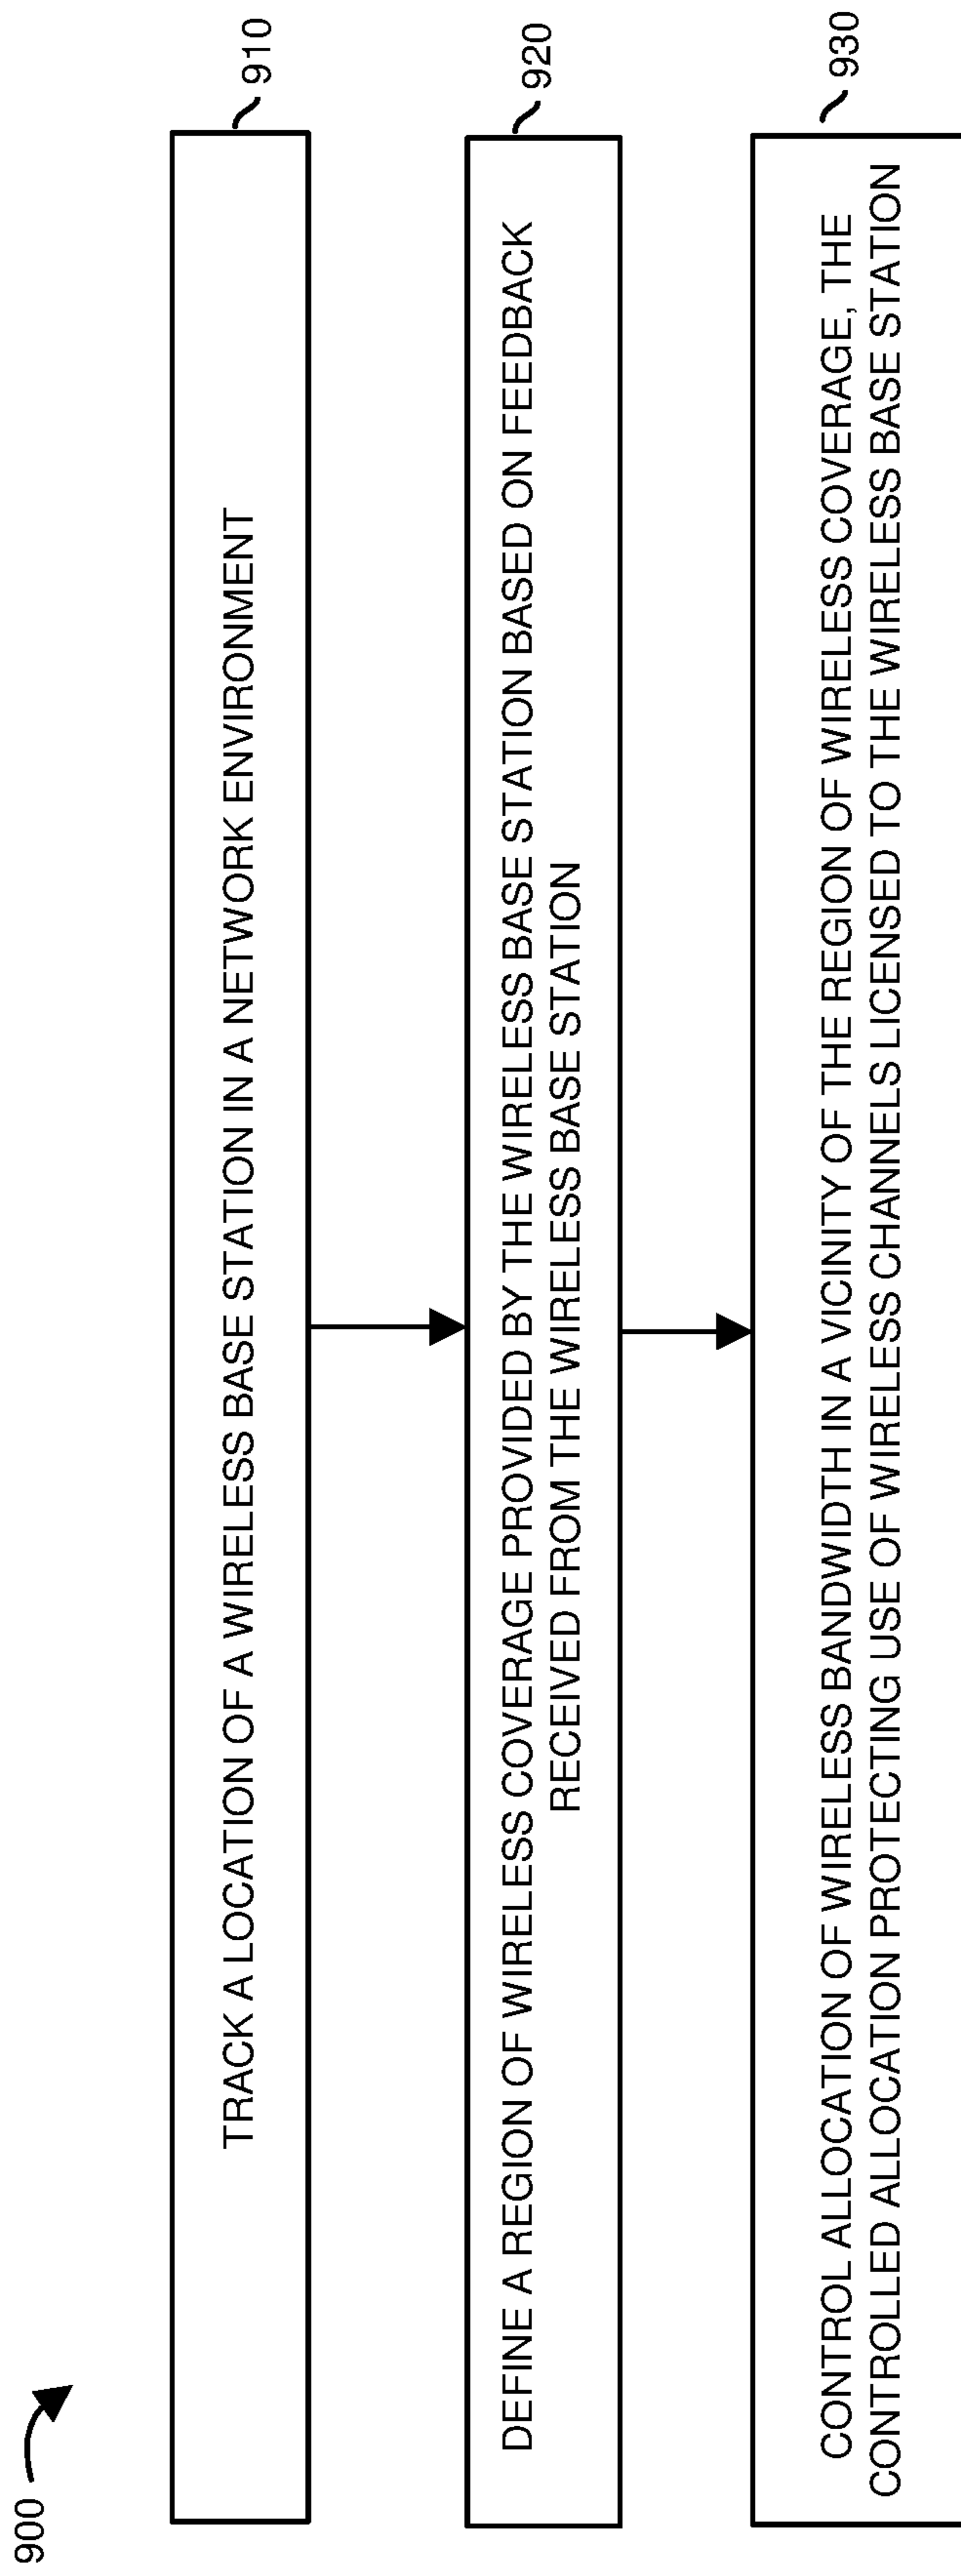 900
910
TRACK A LOCATION OF A WIRELESS BASE STATION IN A NETWORK ENVIRONMENT
920
DEFINE A REGION OF WIRELESS COVERAGE PROVIDED BY THE WIRELESS BASE STATION BASED ON FEEDBACK
RECEIVED FROM THE WIRELESS BASE STATION
930
CONTROL ALLOCATION OF WIRELESS BANDWIDTH IN A VICINITY OF THE REGION OF WIRELESS COVERAGE, THE
CONTROLLED ALLOCATION PROTECTING USE OF WIRELESS CHANNELS LICENSED TO THE WIRELESS BASE STATION